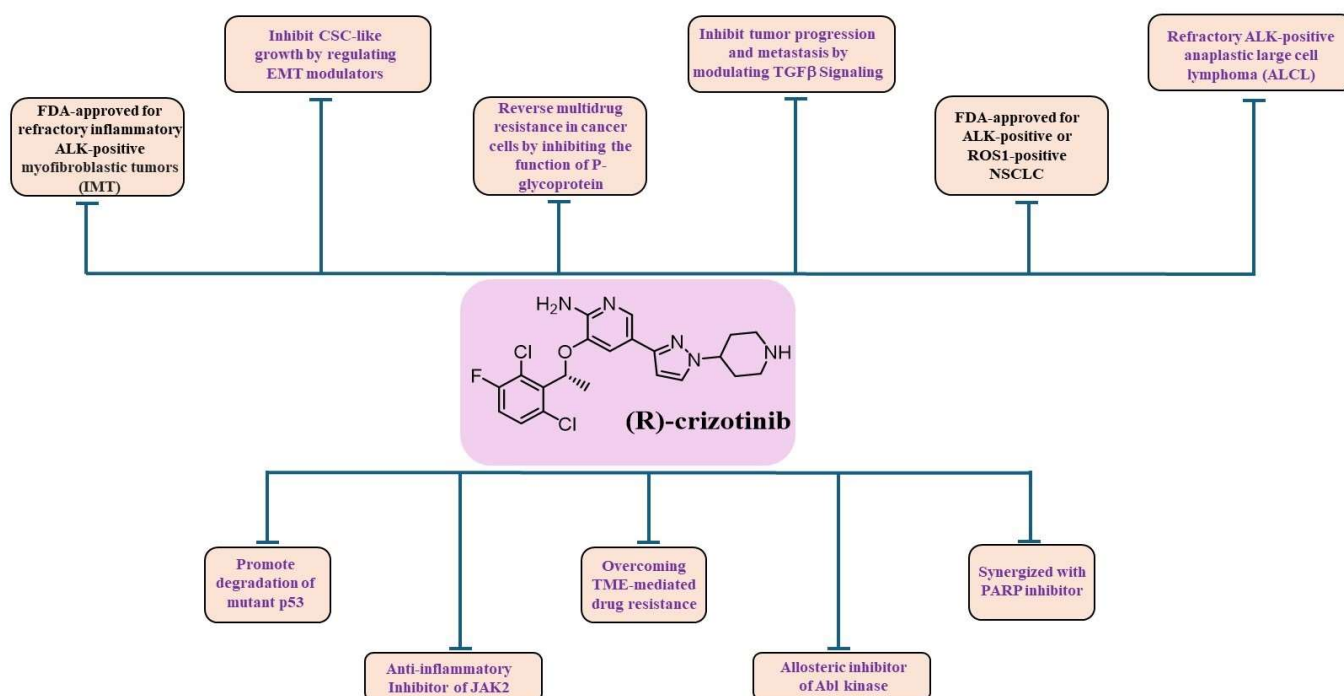 Inhibit CSC-like
growth by regulating
EMT modulators
Inhibit tumor progression
and metastasis by
modulating TGFβ Signaling
Refractory ALK-positive
anaplastic large cell
lymphoma (ALCL)
FDA-approved for
refractory inflammatory
ALK-positive
myofibroblastic tumors
(IMT)
Reverse multidrug
resistance in cancer
cells by inhibiting the
function of P-
glycoprotein
FDA-approved for
ALK-positive or
ROS1-positive
NSCLC
H₂N
N
Cl
O
N
N
NH
F
Cl
(R)-crizotinib
Promote
degradation of
mutant p53
Overcoming
TME-mediated
drug resistance
Synergized with
PARP inhibitor
Anti-inflammatory
Inhibitor of JAK2
Allosteric inhibitor
of Abl kinase